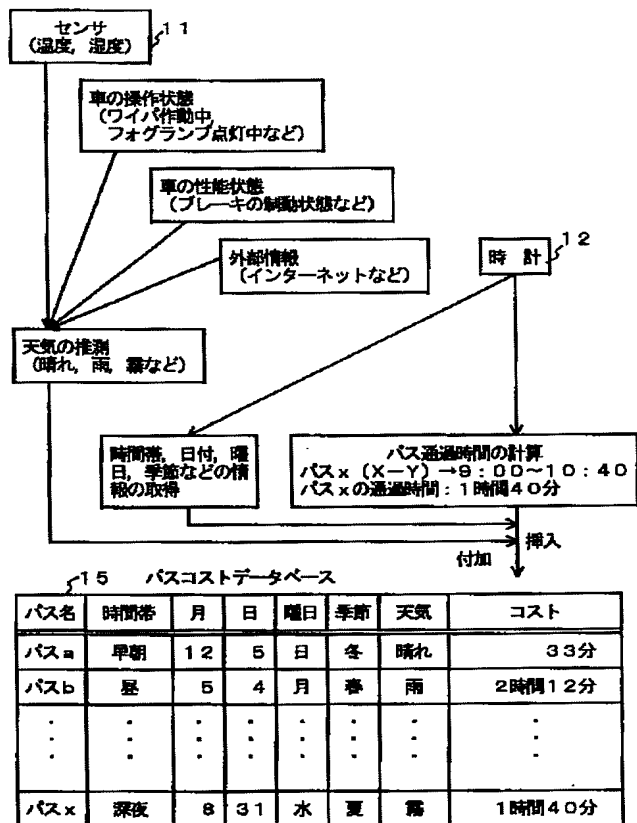 センサ
(温度,湿度)
11
車の操作状態
(ワイパ作動中,
フォグランプ点灯中など)
車の性能状態
(ブレーキの制動状態など)
外部情報
(インターネットなど)
時計
12
天気の推測
(晴れ,雨,霧など)
時間帯,日付,曜
日,季節などの情
報の取得
パス通過時間の計算
パスx(X-Y)→9:00~10:40
パスxの通過時間:1時間40分
付加
挿入
15 パスコストデータベース
パス名 時間帯 月 日 曜日 季節 天気 コスト
パスa 早朝 12 5 日 冬 晴れ 33分
パスb 昼 5 4 月 春 雨 2時間12分
パスx 深夜 8 31 水 夏 霧 1時間40分